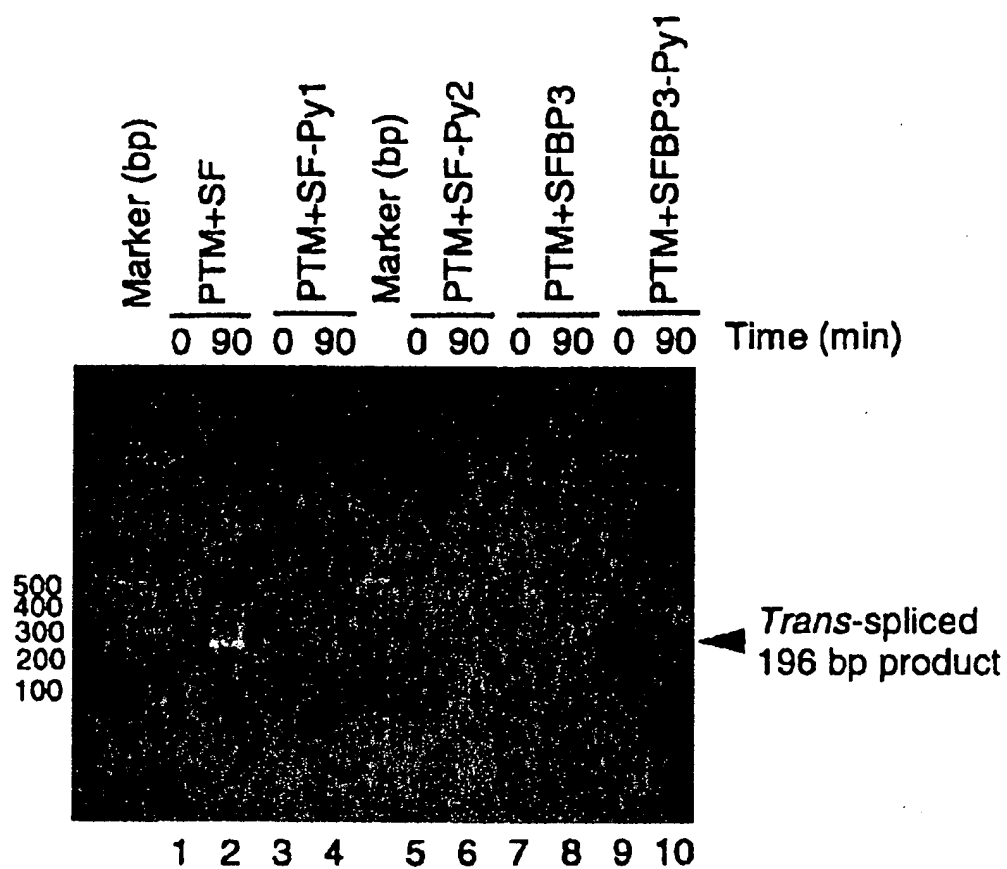 Marker (bp)
PTM+SF
PTM+SF-Py1
Marker (bp)
PTM+SF-Py2
PTM+SFBP3
PTM+SFBP3-Py1
0 90 0 90 0 90 0 90 0 90 Time (min)
500
400
300
200
100
Trans-spliced
196 bp product
1 2 3 4 5 6 7 8 9 10